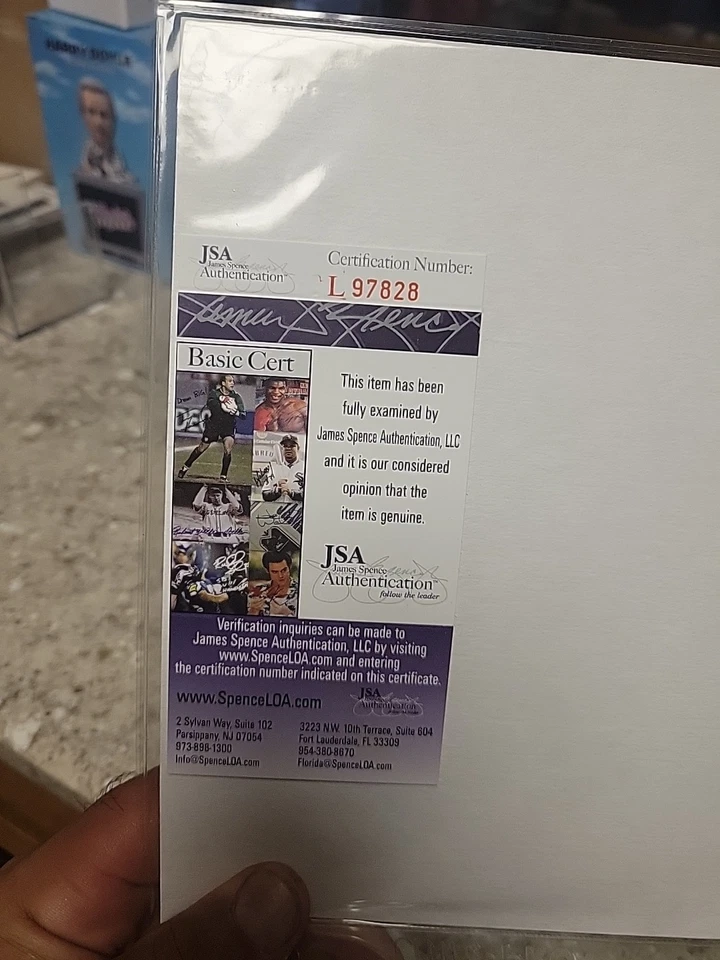 JSA
James Spence
Authentication
Certification Number:
L 97828
Basic Cert
This item has been
fully examined by
James Spence Authentication, LLC
and it is our considered
opinion that the
item is genuine.
JSA
James Spence
Authentication™
follow the leader
Verification inquiries can be made to
James Spence Authentication, LLC by visiting
www.SpenceLOA.com and entering
the certification number indicated on this certificate.
www.SpenceLOA.com
JSA
Authentication
2 Sylvan Way, Suite 102
Parsippany, NJ 07054
973-898-1300
Info@SpenceLOA.com
3223 N.W. 10th Terrace, Suite 604
Fort Lauderdale, FL 33309
954-380-8670
Florida@SpenceLOA.com